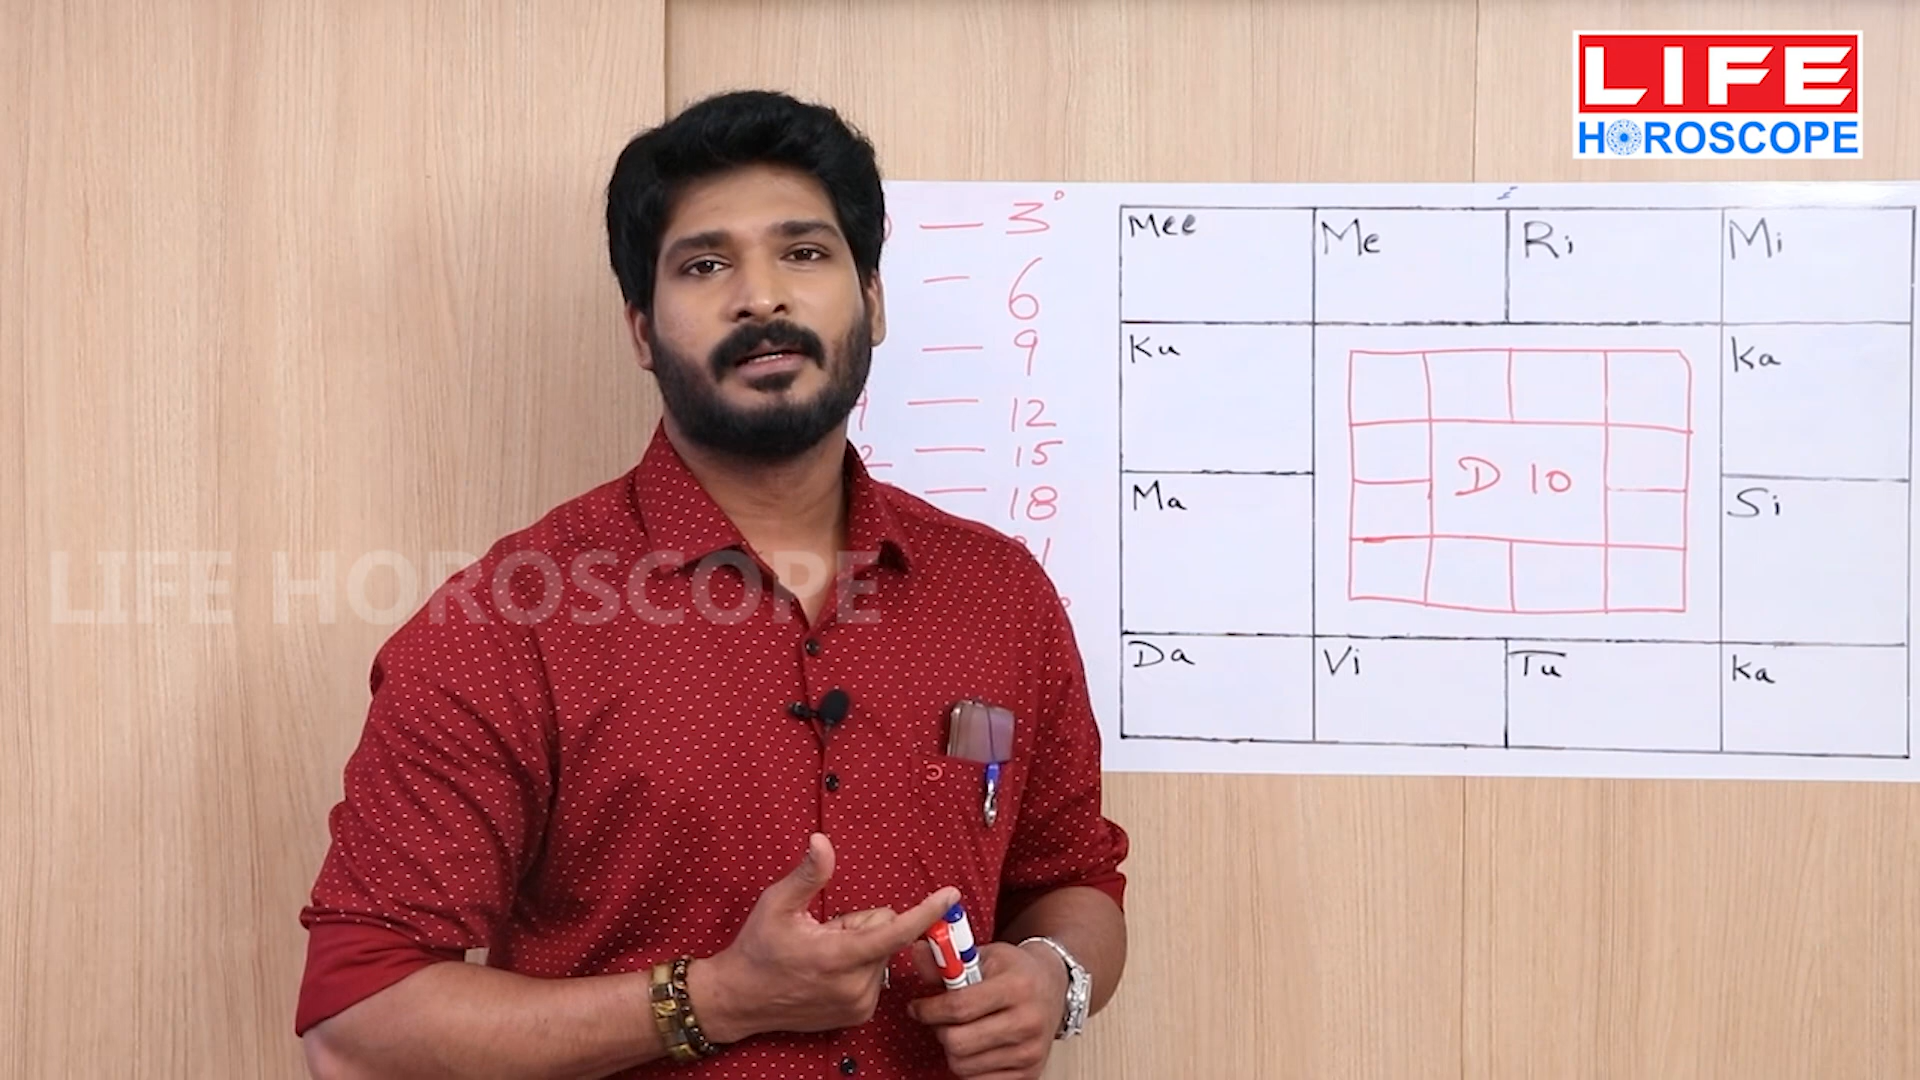 LIFE
HOROSCOPE
— 3°
— 6
— 9
— 12
— 15
— 18
Mee Me Ri Mi
Ku Ka
D 10
Ma Si
Da Vi Tu Ka
LIFE HOROSCOPE